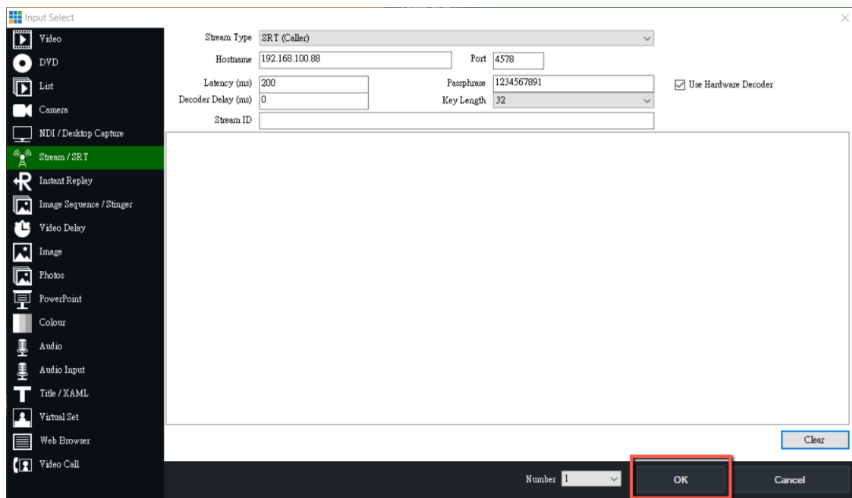 Input Select
Video
DVD
List
Camera
NDI / Desktop Capture
Stream / SRT
Instant Replay
Image Sequence / Stinger
Video Delay
Image
Photos
PowerPoint
Colour
Audio
Audio Input
Title / XAML
Virtual Set
Web Browser
Video Call
Stream Type SRT (Caller)
Hostname 192.168.100.88 Port 4578
Latency (ms) 200 Passphrase 1234567891 Use Hardware Decoder
Decoder Delay (ms) 0 Key Length 32
Stream ID
Clear
Number 1 OK Cancel